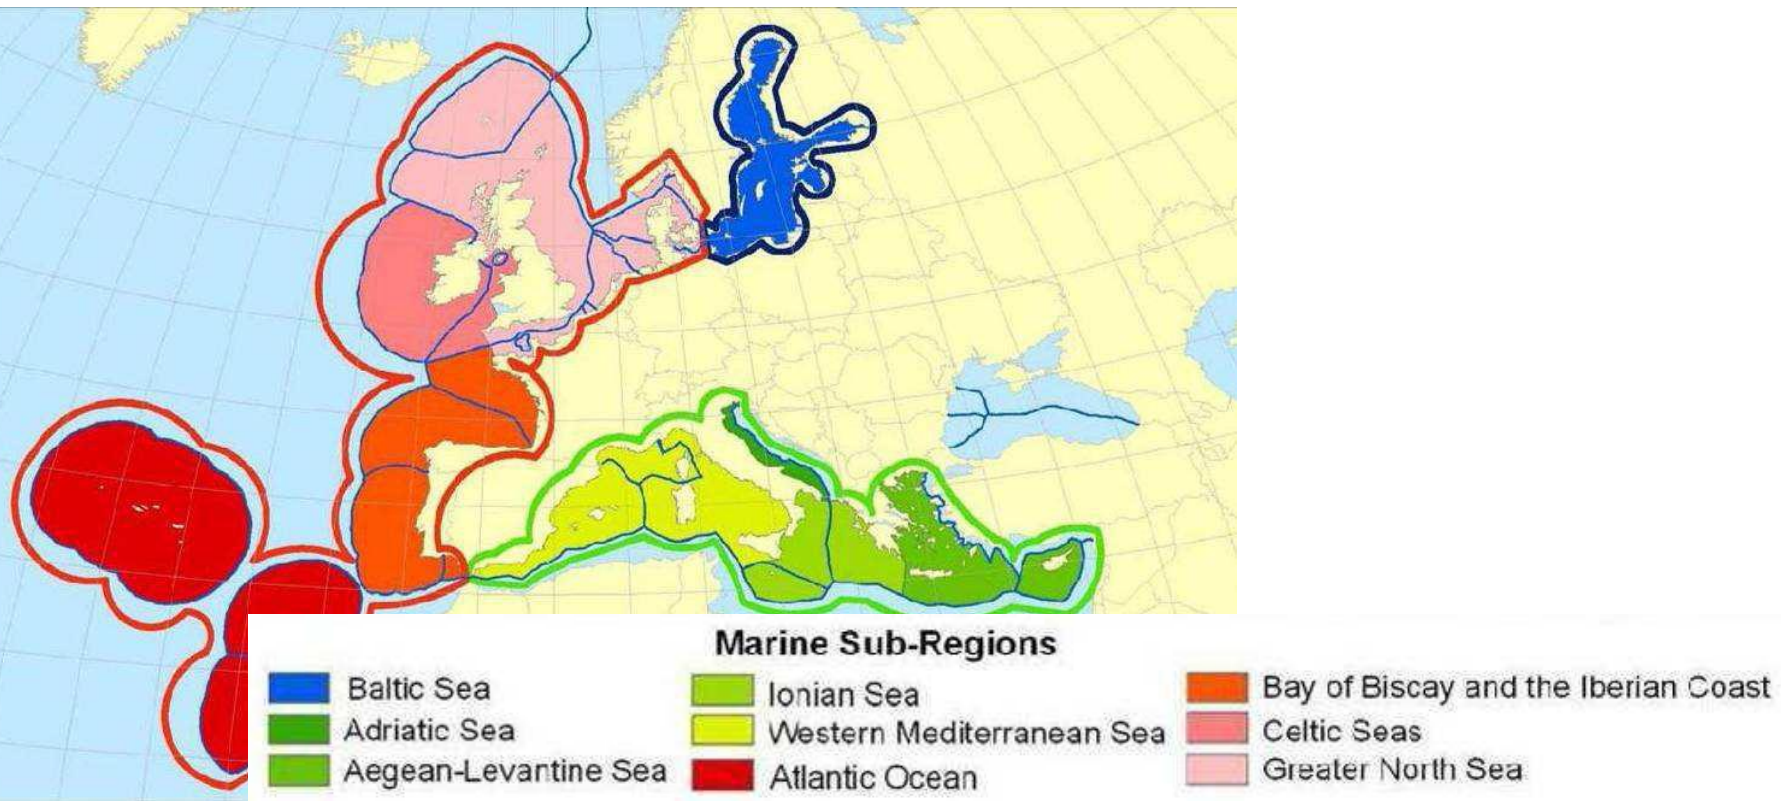 Marine Sub-Regions
Baltic Sea
Adriatic Sea
Aegean-Levantine Sea
Ionian Sea
Western Mediterranean Sea
Atlantic Ocean
Bay of Biscay and the Iberian Coast
Celtic Seas
Greater North Sea